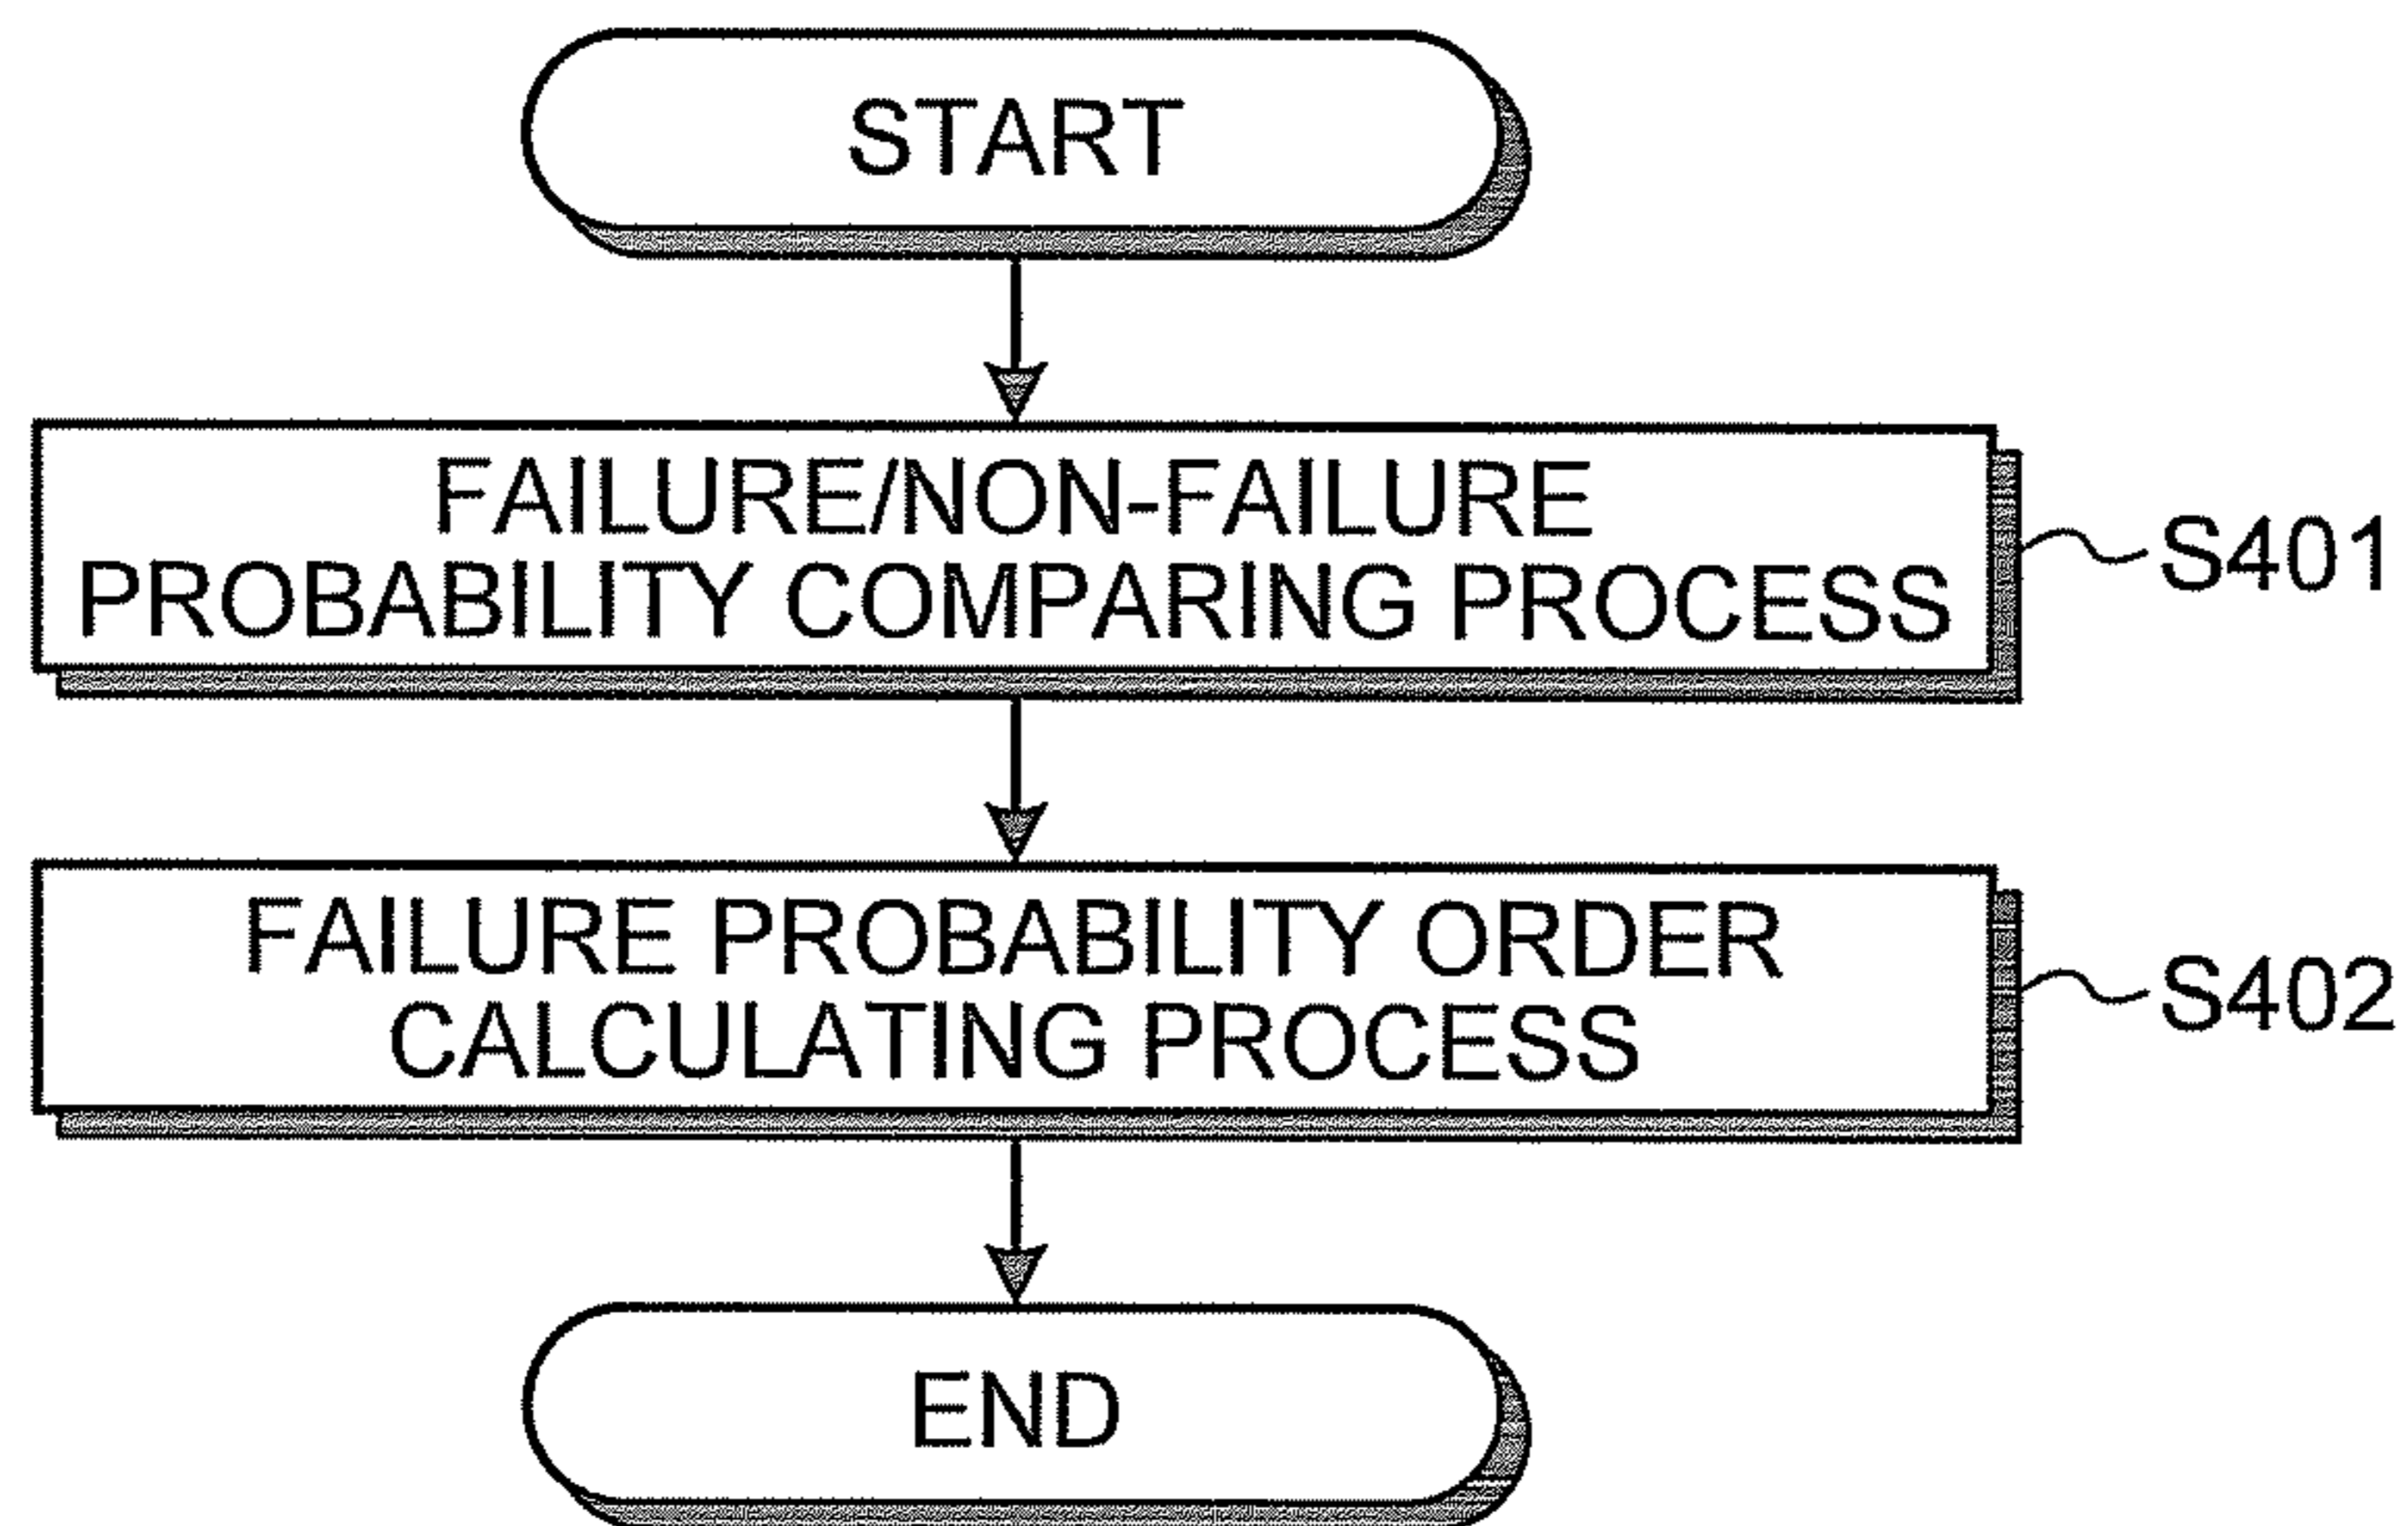 START
FAILURE/NON-FAILURE
PROBABILITY COMPARING PROCESS
S401
FAILURE PROBABILITY ORDER
CALCULATING PROCESS
S402
END